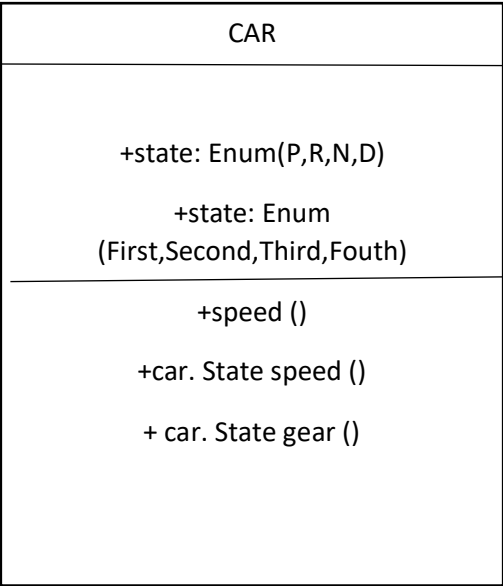 CAR
+state: Enum(P,R,N,D)
+state: Enum
(First,Second,Third,Fouth)
+speed ()
+car. State speed ()
+ car. State gear ()